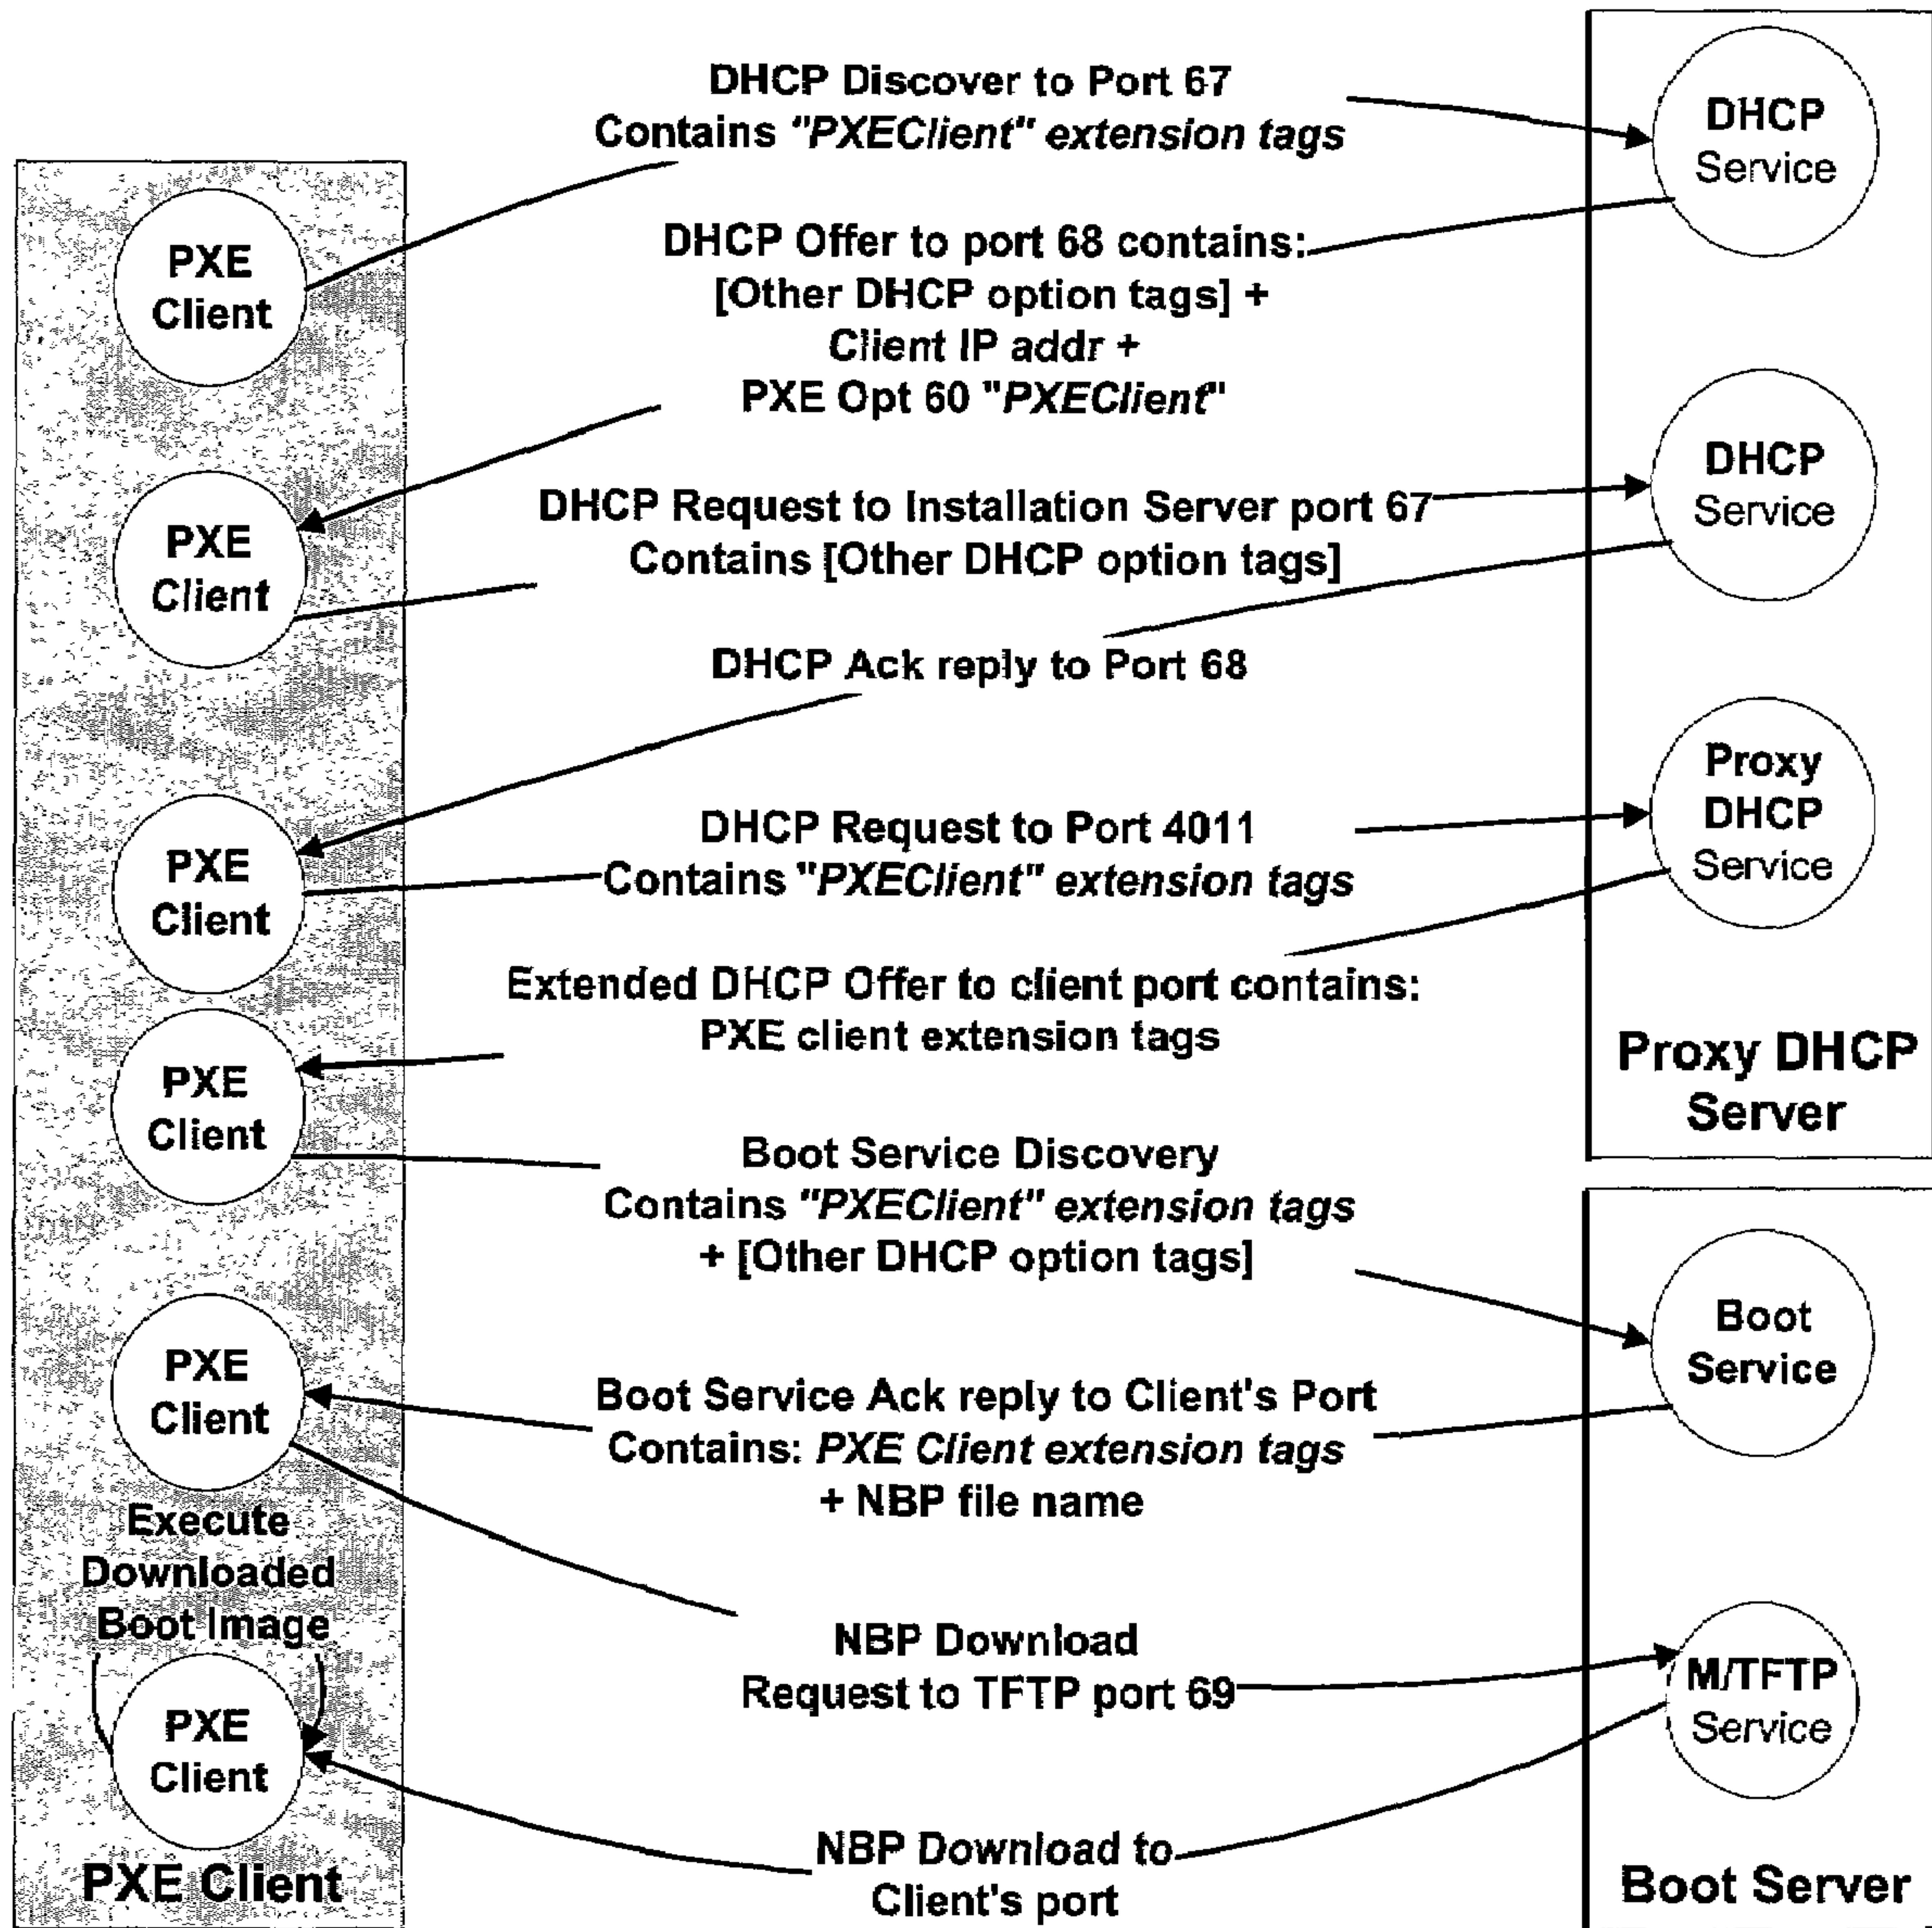 DHCP Discover to Port 67
Contains "PXEClient" extension tags
DHCP
Service
PXE
Client
DHCP Offer to port 68 contains:
[Other DHCP option tags] +
Client IP addr +
PXE Opt 60 "PXEClient"
DHCP
Service
PXE
Client
DHCP Request to Installation Server port 67
Contains [Other DHCP option tags]
DHCP Ack reply to Port 68
Proxy
DHCP
Service
PXE
Client
DHCP Request to Port 4011
Contains "PXEClient" extension tags
Extended DHCP Offer to client port contains:
PXE client extension tags
Proxy DHCP
Server
PXE
Client
Boot Service Discovery
Contains "PXEClient" extension tags
+ [Other DHCP option tags]
Boot
Service
PXE
Client
Boot Service Ack reply to Client's Port
Contains: PXE Client extension tags
+ NBP file name
Execute
Downloaded
Boot Image
NBP Download
Request to TFTP port 69
M/TFTP
Service
PXE
Client
NBP Download to
Client's port
PXE Client
Boot Server